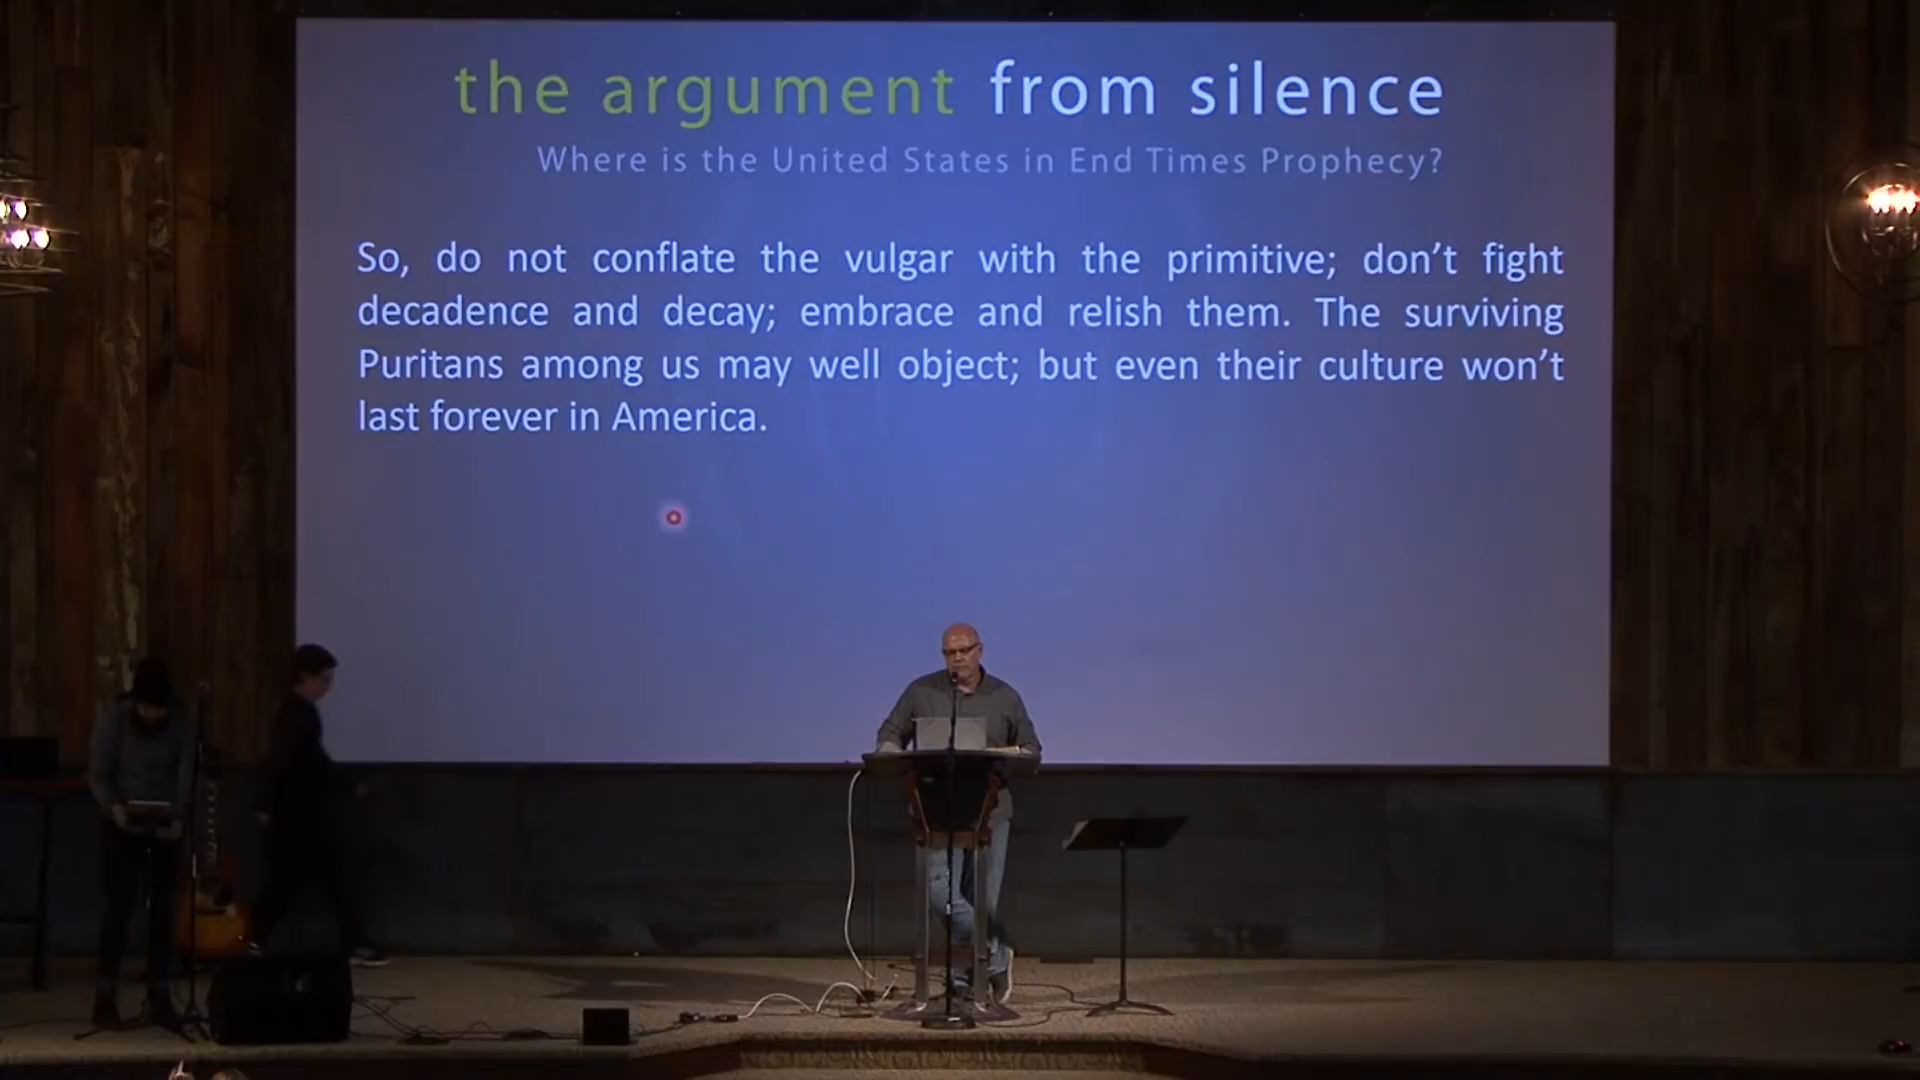 the argument from silence
Where is the United States in End Times Prophecy?
So, do not conflate the vulgar with the primitive; don’t fight
decadence and decay; embrace and relish them. The surviving
Puritans among us may well object; but even their culture won’t
last forever in America.